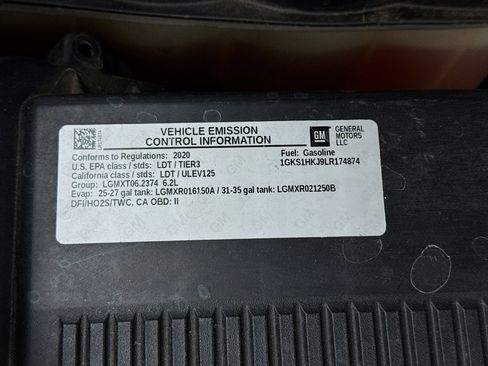 VEHICLE EMISSION
CONTROL INFORMATION
GM
GENERAL
MOTORS
LLC
Conforms to Regulations: 2020
Fuel: Gasoline
U.S. EPA class / stds: LDT / TIER3
1GKS1HKJ9LR174874
California class / stds: LDT / ULEV125
Group: LGMXT06.2374 6.2L
Evap: 25-27 gal tank: LGMXR016150A / 31-35 gal tank: LGMXR021250B
DFI/HO2S/TWC, CA OBD: II